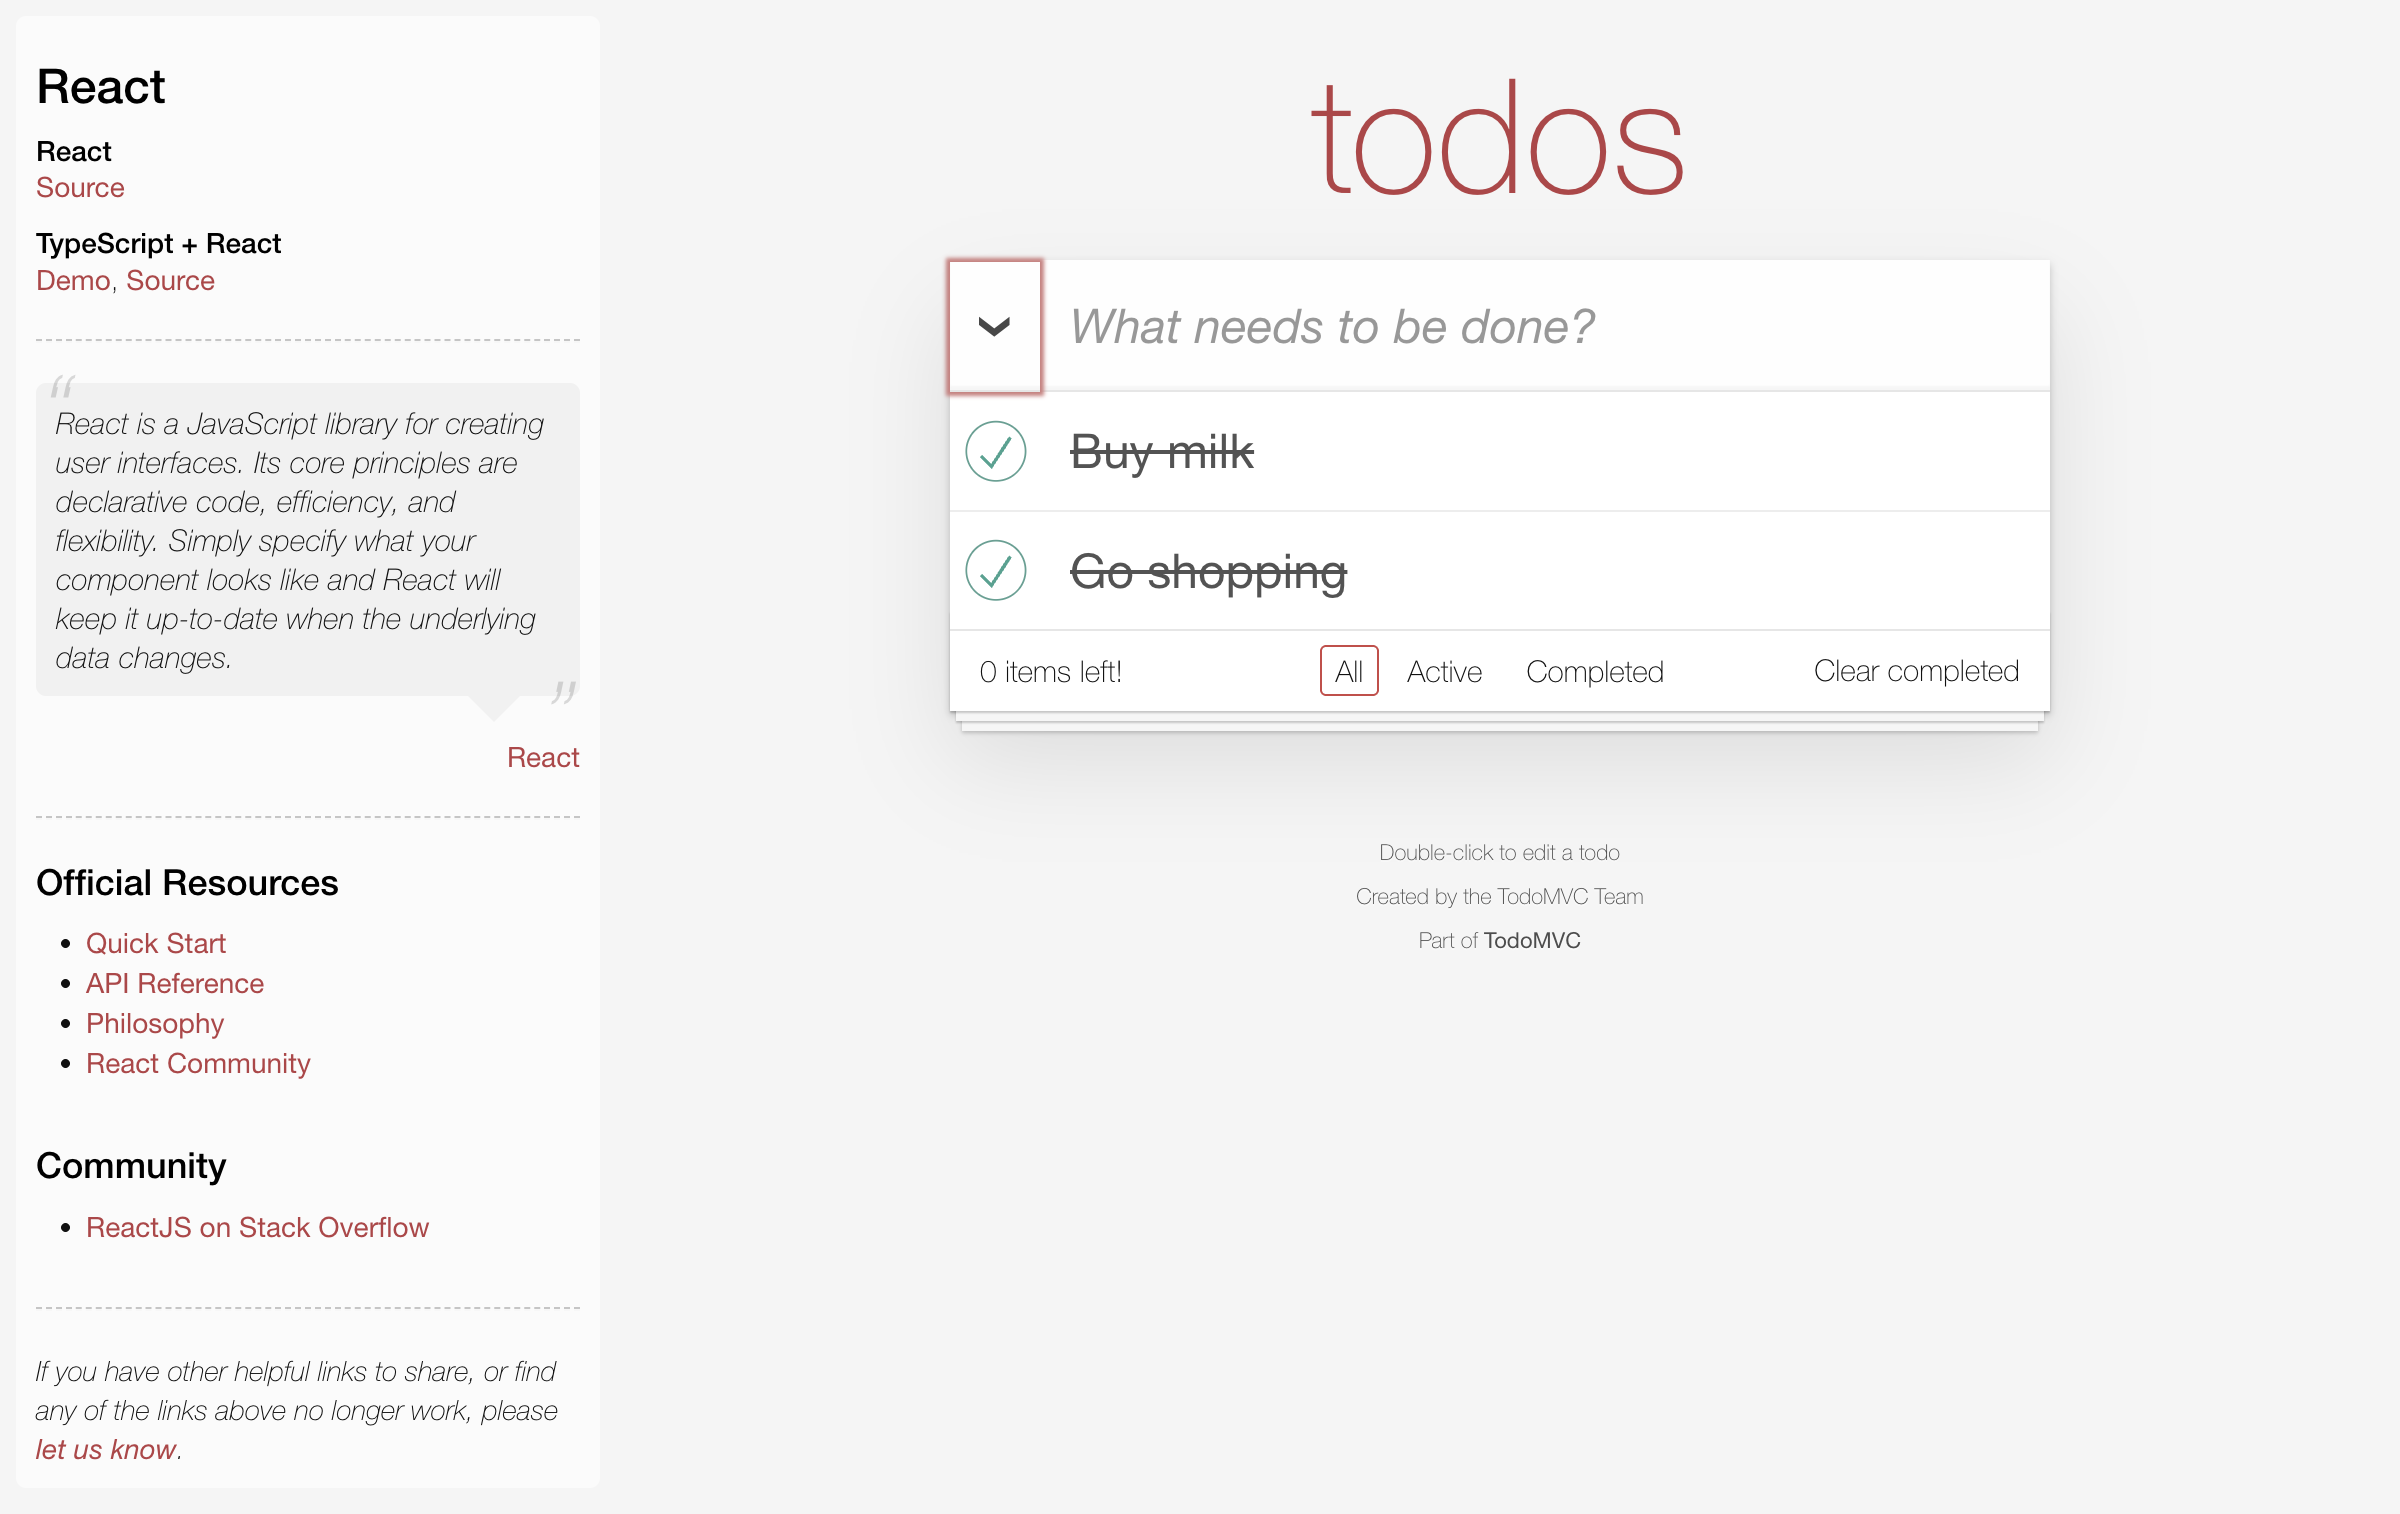 React
React
Source
TypeScript + React
Demo, Source
“
React is a JavaScript library for creating
user interfaces. Its core principles are
declarative code, efficiency, and
flexibility. Simply specify what your
component looks like and React will
keep it up-to-date when the underlying
data changes.
”
React
Official Resources
• Quick Start
• API Reference
• Philosophy
• React Community
Community
• ReactJS on Stack Overflow
If you have other helpful links to share, or find
any of the links above no longer work, please
let us know.
todos
What needs to be done?
Buy milk
Go shopping
0 items left!
All Active Completed
Clear completed
Double-click to edit a todo
Created by the TodoMVC Team
Part of TodoMVC